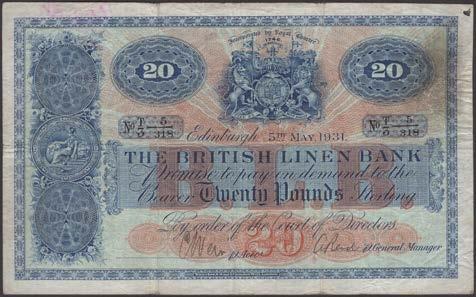 Incorporated by Royal Charter
1746
20
20
No T/O 5/318
No T/O 5/318
Edinburgh 5TH MAY, 1931.
THE BRITISH LINEN BANK
Promise to pay on demand to the
Bearer Twenty Pounds Sterling
By order of the Court of Directors
£20
General Manager